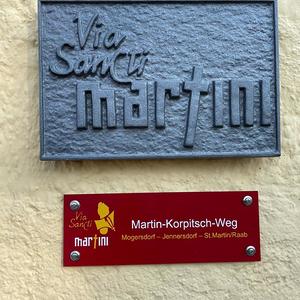 Via
Sancti
martini
Via
Sancti
martini
Martin-Korpitsch-Weg
Mogersdorf – Jennersdorf – St.Martin/Raab